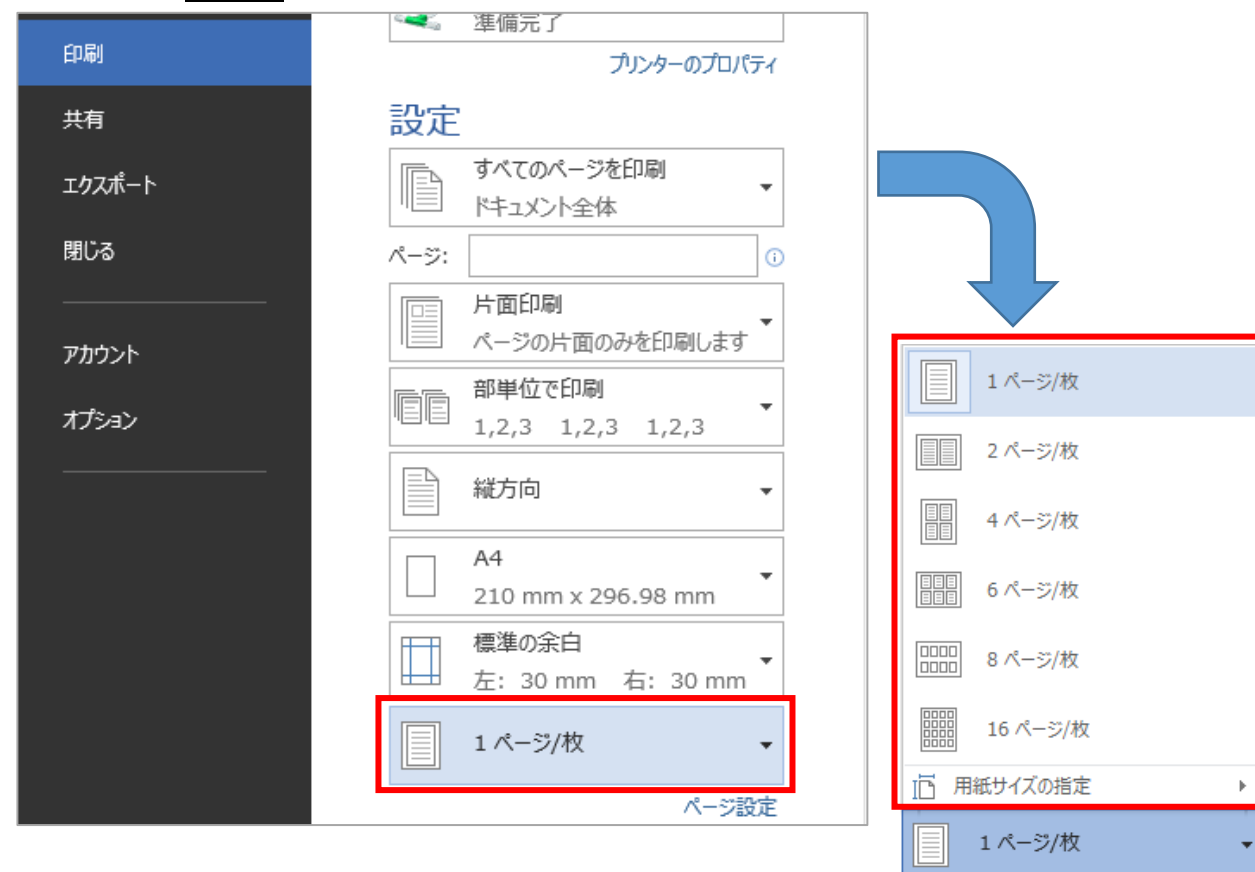 印刷
共有
エクスポート
閉じる
アカウント
オプション
準備完了
プリンターのプロパティ
設定
すべてのページを印刷
ドキュメント全体
ページ:
片面印刷
ページの片面のみを印刷します
部単位で印刷
1,2,3 1,2,3 1,2,3
縦方向
A4
210 mm x 296.98 mm
標準の余白
左: 30 mm 右: 30 mm
1 ページ/枚
ページ設定
1 ページ/枚
2 ページ/枚
4 ページ/枚
6 ページ/枚
8 ページ/枚
16 ページ/枚
用紙サイズの指定
1 ページ/枚